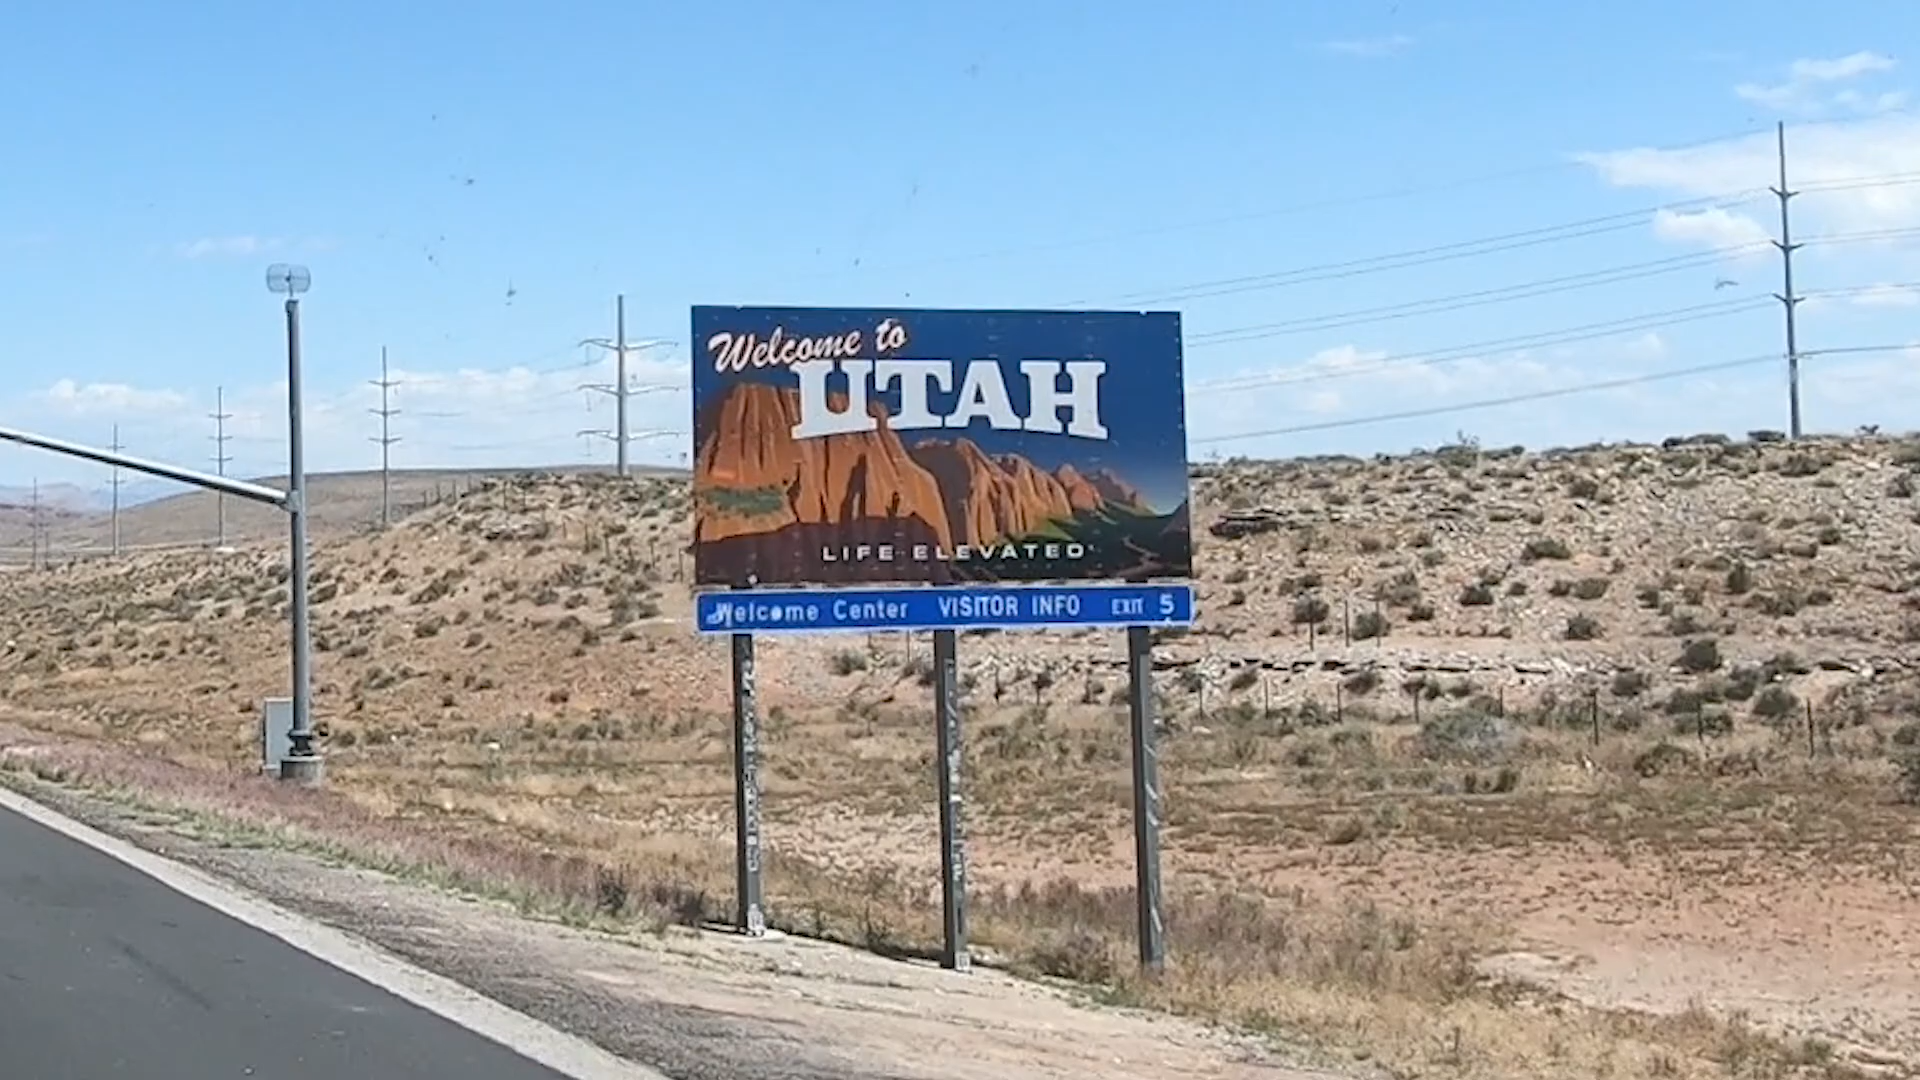 Welcome to
UTAH
LIFE ELEVATED
Welcome Center VISITOR INFO EXIT 5